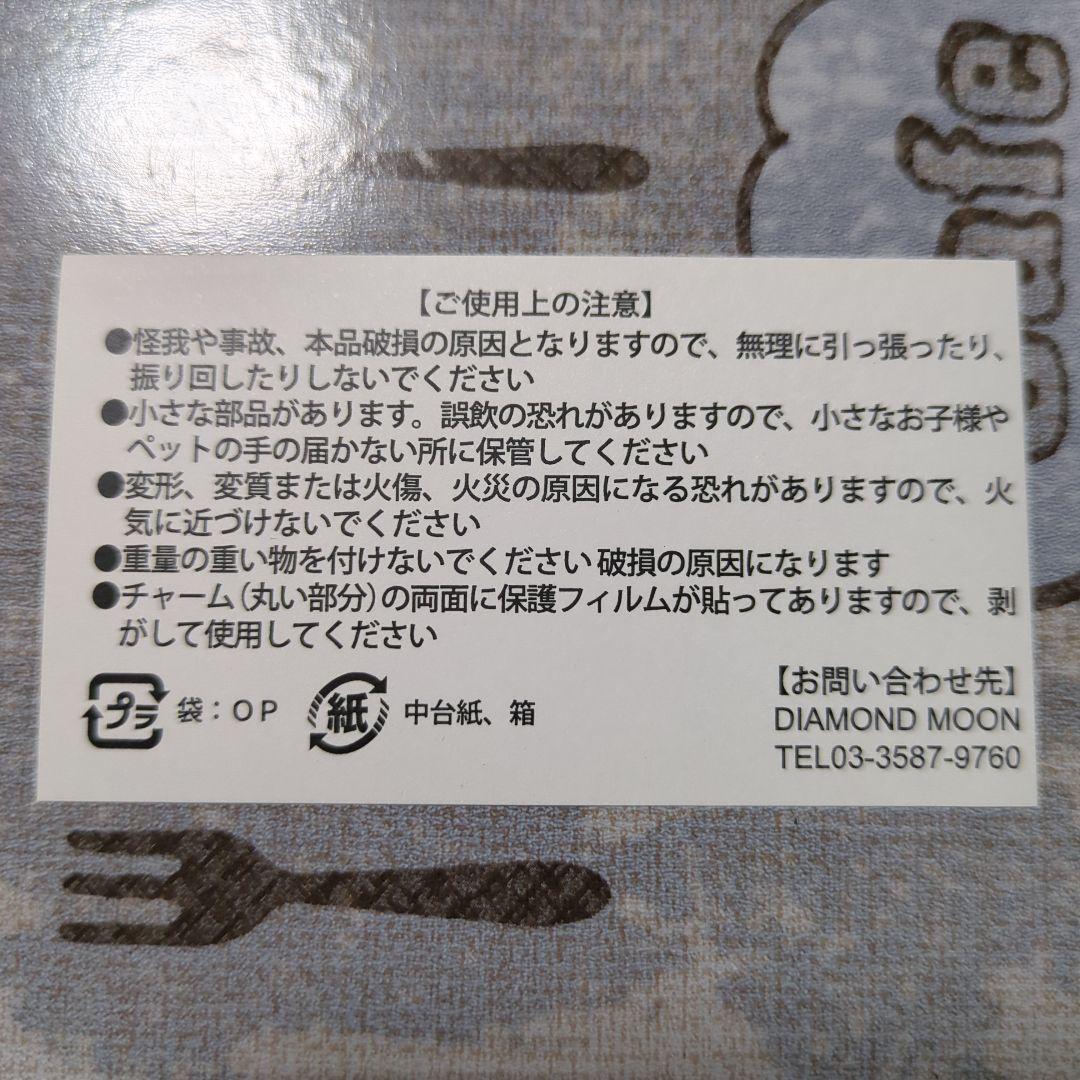 【ご使用上の注意】
●怪我や事故、本品破損の原因となりますので、無理に引っ張ったり、
振り回したりしないでください
●小さな部品があります。誤飲の恐れがありますので、小さなお子様や
ペットの手の届かない所に保管してください
●変形、変質または火傷、火災の原因になる恐れがありますので、火
気に近づけないでください
●重量の重い物を付けないでください 破損の原因になります
●チャーム(丸い部分)の両面に保護フィルムが貼ってありますので、剥
がして使用してください
プラ 袋：OP 紙 中台紙、箱
【お問い合わせ先】
DIAMOND MOON
TEL03-3587-9760